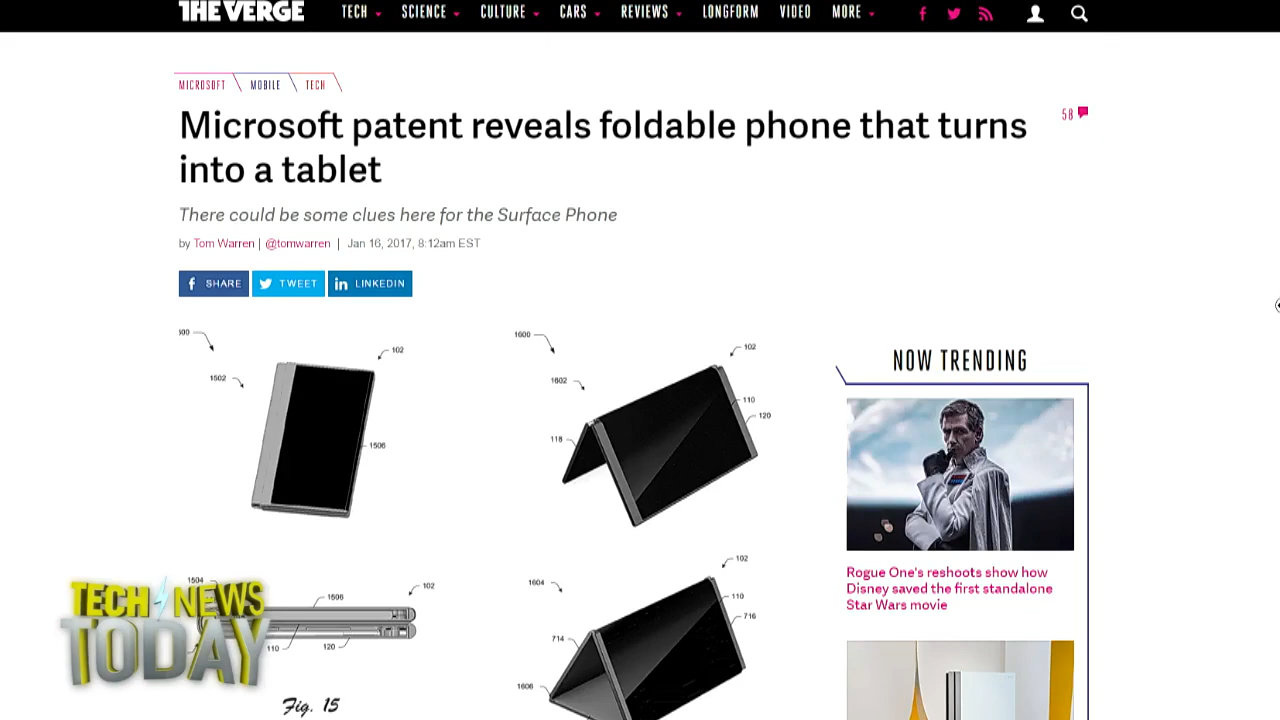 THE VERGE
TECH SCIENCE CULTURE CARS REVIEWS LONGFORM VIDEO MORE
MICROSOFT MOBILE TECH
Microsoft patent reveals foldable phone that turns
into a tablet
58
There could be some clues here for the Surface Phone
by Tom Warren | @tomwarren | Jan 16, 2017, 8:12am EST
SHARE TWEET LINKEDIN
102
1502
1506
1600
102
1602
110
120
118
NOW TRENDING
Rogue One's reshoots show how
Disney saved the first standalone
Star Wars movie
1504
102
1506
110
120
Fig. 15
1604
102
110
716
714
1606
TECH NEWS
TODAY